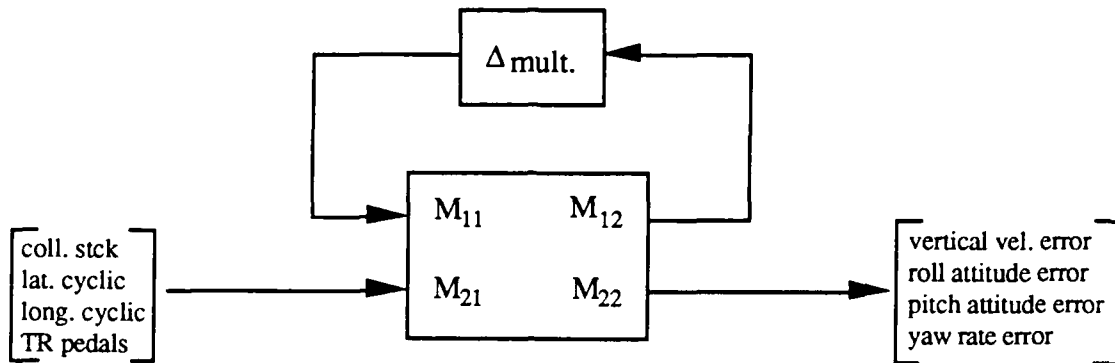 Δ mult.
M11 M12
M21 M22
coll. stck
lat. cyclic
long. cyclic
TR pedals
vertical vel. error
roll attitude error
pitch attitude error
yaw rate error